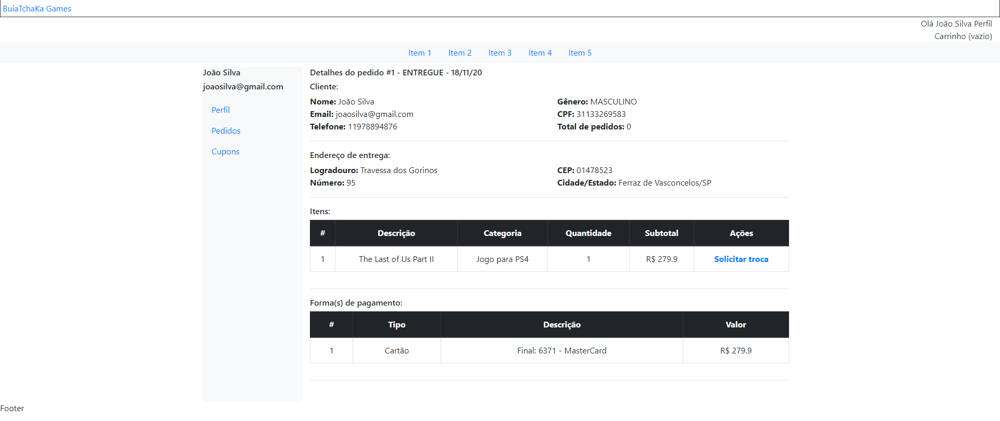 BuiaTchaKa Games
Olá João Silva Perfil
Carrinho (vazio)
Item 1 Item 2 Item 3 Item 4 Item 5
João Silva
joaosilva@gmail.com
Perfil
Pedidos
Cupons
Detalhes do pedido #1 - ENTREGUE - 18/11/20
Cliente:
Nome: João Silva Gênero: MASCULINO
Email: joaosilva@gmail.com CPF: 31133269583
Telefone: 11978894876 Total de pedidos: 0
Endereço de entrega:
Logradouro: Travessa dos Gorinos CEP: 01478523
Número: 95 Cidade/Estado: Ferraz de Vasconcelos/SP
Itens:
# Descrição Categoria Quantidade Subtotal Ações
1 The Last of Us Part II Jogo para PS4 1 R$ 279.9 Solicitar troca
Forma(s) de pagamento:
# Tipo Descrição Valor
1 Cartão Final: 6371 - MasterCard R$ 279.9
Footer